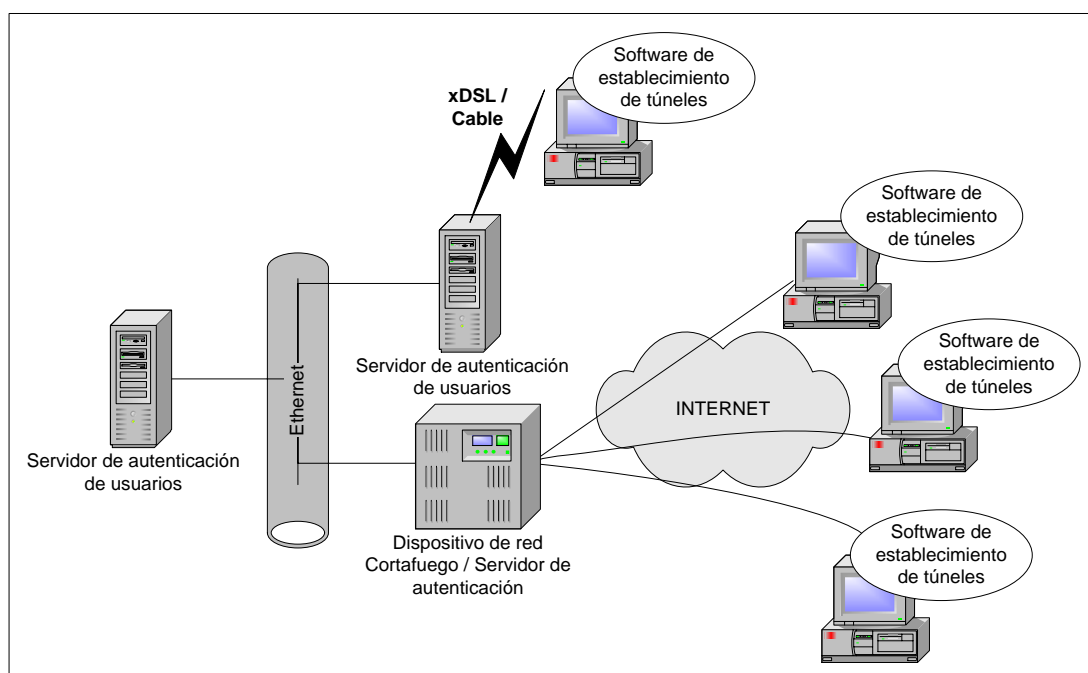 Software de
establecimiento
de túneles
xDSL /
Cable
Software de
establecimiento
de túneles
Servidor de autenticación
de usuarios
Software de
establecimiento
de túneles
INTERNET
Ethernet
Servidor de autenticación
de usuarios
Dispositivo de red
Cortafuego / Servidor de
autenticación
Software de
establecimiento
de túneles